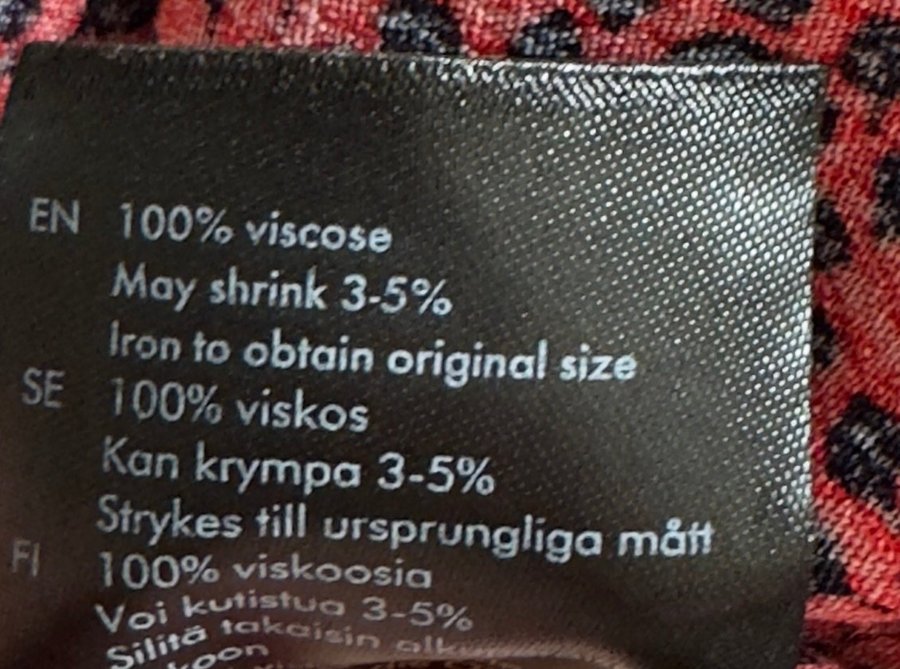 EN 100% viscose
May shrink 3-5%
Iron to obtain original size
SE 100% viskos
Kan krympa 3-5%
Strykes till ursprungliga mått
FI 100% viskoosia
Voi kutistua 3-5%
Silitä takaisin
koon